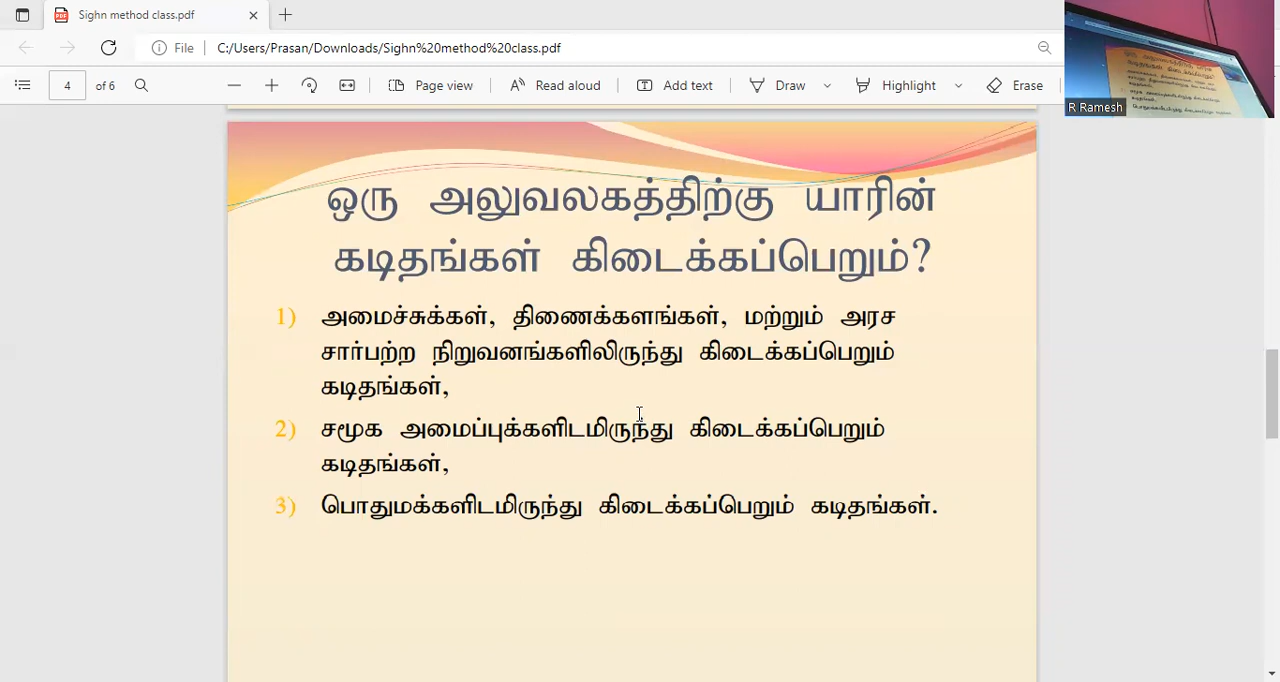 Sighn method class.pdf
File C:/Users/Prasan/Downloads/Sighn%20method%20class.pdf
4 of 6 Page view Read aloud Add text Draw Highlight Erase
R Ramesh
ஒரு அலுவலகத்திற்கு யாரின்
கடிதங்கள் கிடைக்கப்பெறும்?
1) அமைச்சுக்கள், திணைக்களங்கள், மற்றும் அரச
சார்பற்ற நிறுவனங்களிலிருந்து கிடைக்கப்பெறும்
கடிதங்கள்,
2) சமூக அமைப்புக்களிடமிருந்து கிடைக்கப்பெறும்
கடிதங்கள்,
3) பொதுமக்களிடமிருந்து கிடைக்கப்பெறும் கடிதங்கள்.